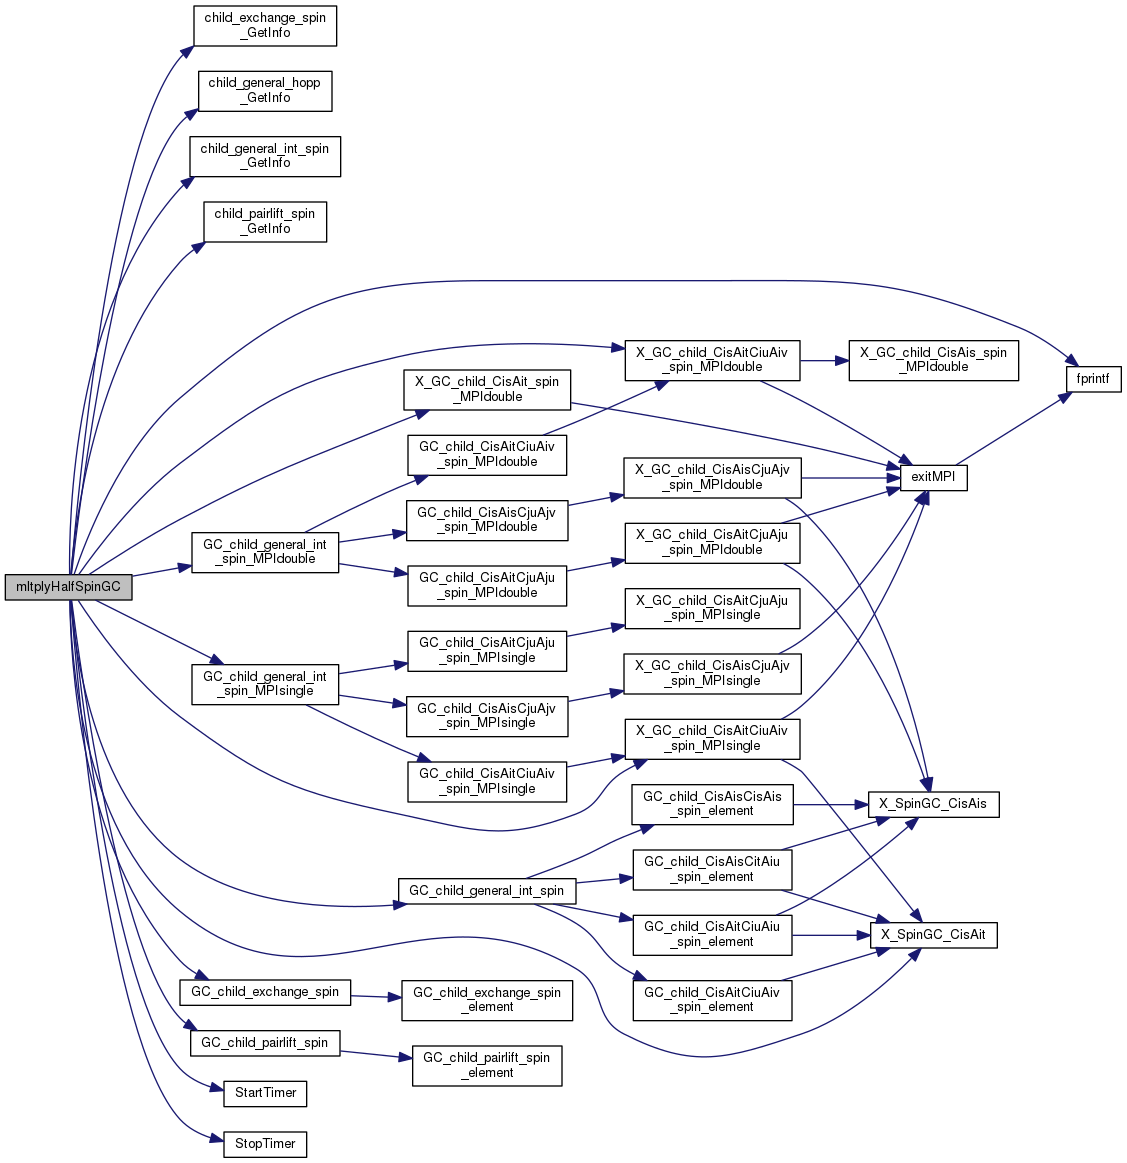 child_exchange_spin
_GetInfo
child_general_hopp
_GetInfo
child_general_int_spin
_GetInfo
child_pairlift_spin
_GetInfo
X_GC_child_CisAitCiuAiv
_spin_MPIdouble
X_GC_child_CisAis_spin
_MPIdouble
fprintf
X_GC_child_CisAit_spin
_MPIdouble
GC_child_CisAitCiuAiv
_spin_MPIdouble
X_GC_child_CisAisCjuAjv
_spin_MPIdouble
exitMPI
GC_child_CisAisCjuAjv
_spin_MPIdouble
X_GC_child_CisAitCjuAju
_spin_MPIdouble
GC_child_general_int
_spin_MPIdouble
GC_child_CisAitCjuAju
_spin_MPIdouble
mltplyHalfSpinGC
X_GC_child_CisAitCjuAju
_spin_MPIsingle
GC_child_CisAitCjuAju
_spin_MPIsingle
X_GC_child_CisAisCjuAjv
_spin_MPIsingle
GC_child_general_int
_spin_MPIsingle
GC_child_CisAisCjuAjv
_spin_MPIsingle
X_GC_child_CisAitCiuAiv
_spin_MPIsingle
GC_child_CisAitCiuAiv
_spin_MPIsingle
GC_child_CisAisCisAis
_spin_element
X_SpinGC_CisAis
GC_child_CisAisCitAiu
_spin_element
GC_child_general_int_spin
GC_child_CisAitCiuAiu
_spin_element
X_SpinGC_CisAit
GC_child_CisAitCiuAiv
_spin_element
GC_child_exchange_spin
GC_child_exchange_spin
_element
GC_child_pairlift_spin
GC_child_pairlift_spin
_element
StartTimer
StopTimer